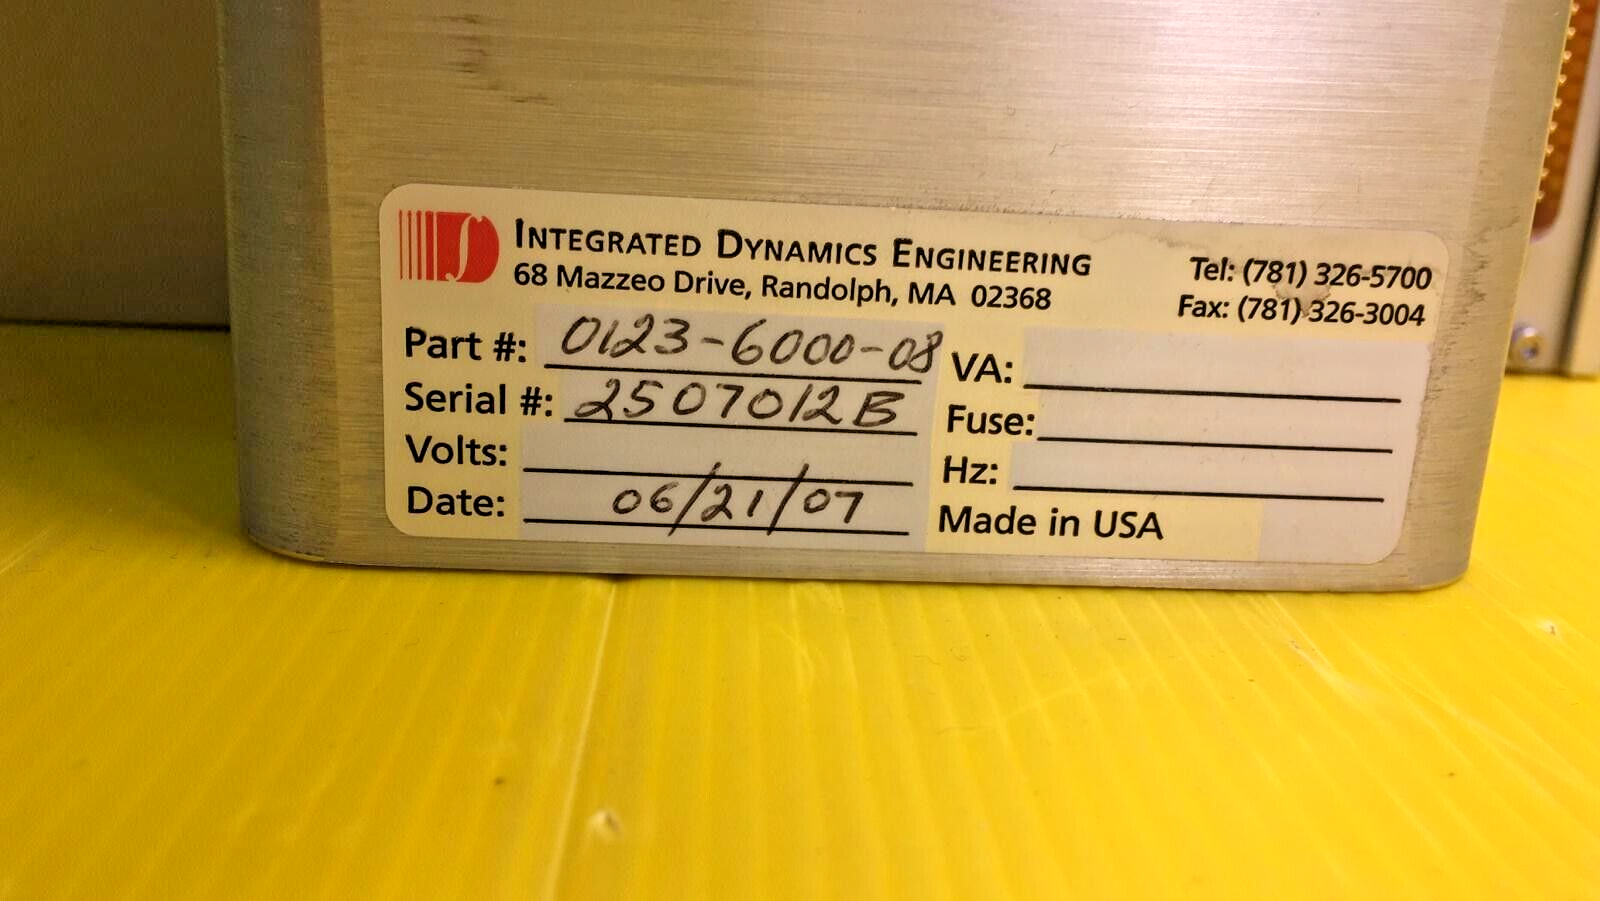 INTEGRATED DYNAMICS ENGINEERING
68 Mazzeo Drive, Randolph, MA 02368
Tel: (781) 326-5700
Fax: (781) 326-3004
Part #: 0123-6000-08
Serial #: 2507012B
Volts:
Date: 06/21/07
VA:
Fuse:
Hz:
Made in USA